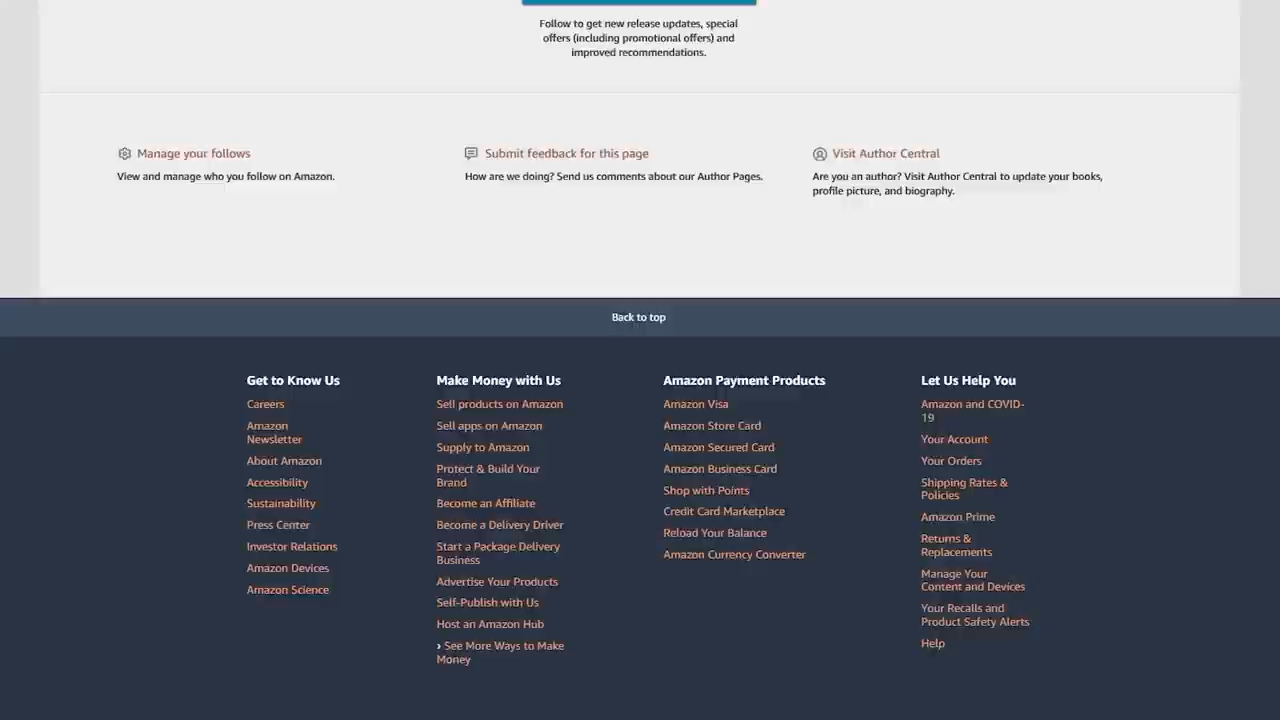 Follow to get new release updates, special
offers (including promotional offers) and
improved recommendations.
Manage your follows
View and manage who you follow on Amazon.
Submit feedback for this page
How are we doing? Send us comments about our Author Pages.
Visit Author Central
Are you an author? Visit Author Central to update your books,
profile picture, and biography.
Back to top
Get to Know Us
Careers
Amazon
Newsletter
About Amazon
Accessibility
Sustainability
Press Center
Investor Relations
Amazon Devices
Amazon Science
Make Money with Us
Sell products on Amazon
Sell apps on Amazon
Supply to Amazon
Protect & Build Your
Brand
Become an Affiliate
Become a Delivery Driver
Start a Package Delivery
Business
Advertise Your Products
Self-Publish with Us
Host an Amazon Hub
› See More Ways to Make
Money
Amazon Payment Products
Amazon Visa
Amazon Store Card
Amazon Secured Card
Amazon Business Card
Shop with Points
Credit Card Marketplace
Reload Your Balance
Amazon Currency Converter
Let Us Help You
Amazon and COVID-
19
Your Account
Your Orders
Shipping Rates &
Policies
Amazon Prime
Returns &
Replacements
Manage Your
Content and Devices
Your Recalls and
Product Safety Alerts
Help